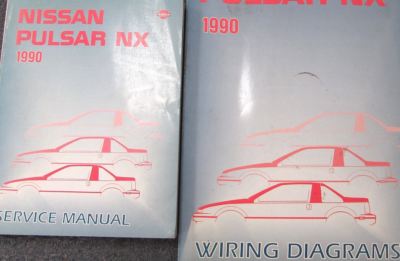 NISSAN
PULSAR NX
1990
SERVICE MANUAL
PULSAR NX
1990
WIRING DIAGRAMS